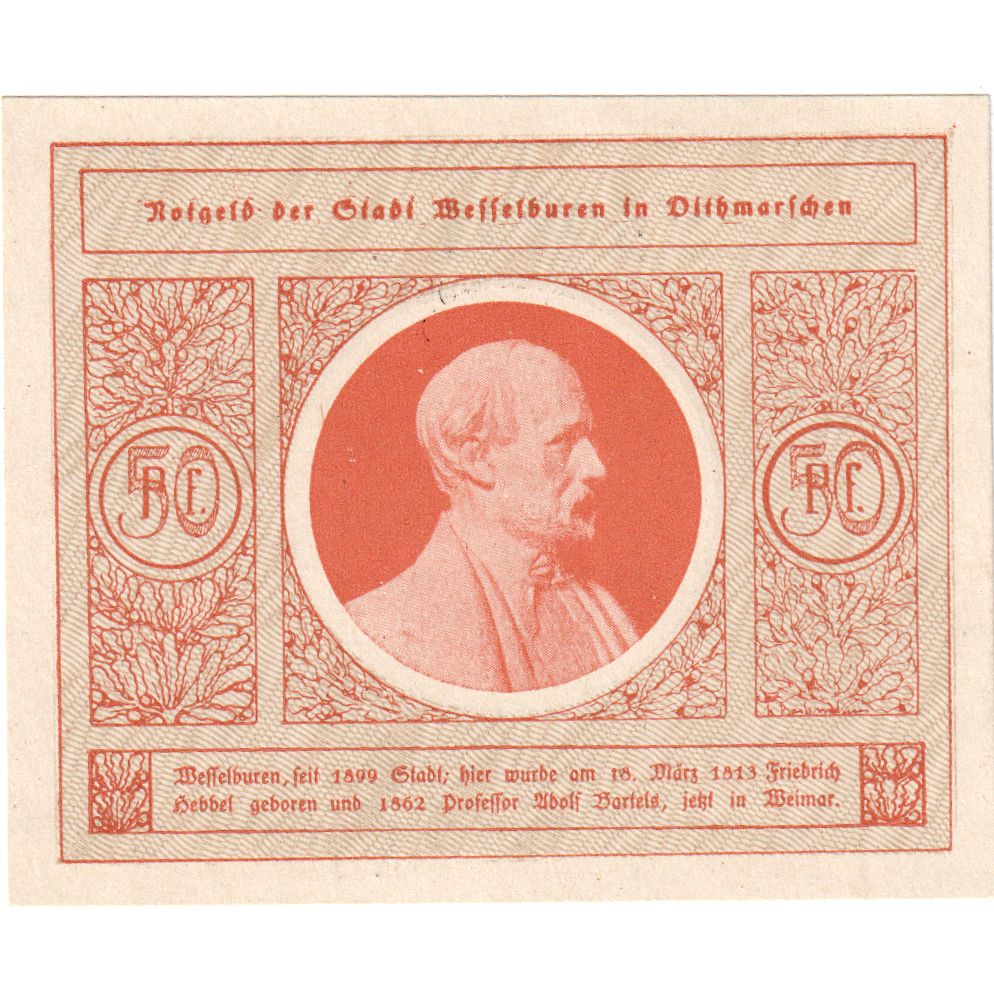 Notgeld der Stadt Wesselburen in Dithmarschen
50 Pf.
50 Pf.
Wesselburen, seit 1899 Stadt; hier wurde am 18. März 1813 Friedrich
Hebbel geboren und 1862 Professor Adolf Bartels, jetzt in Weimar.